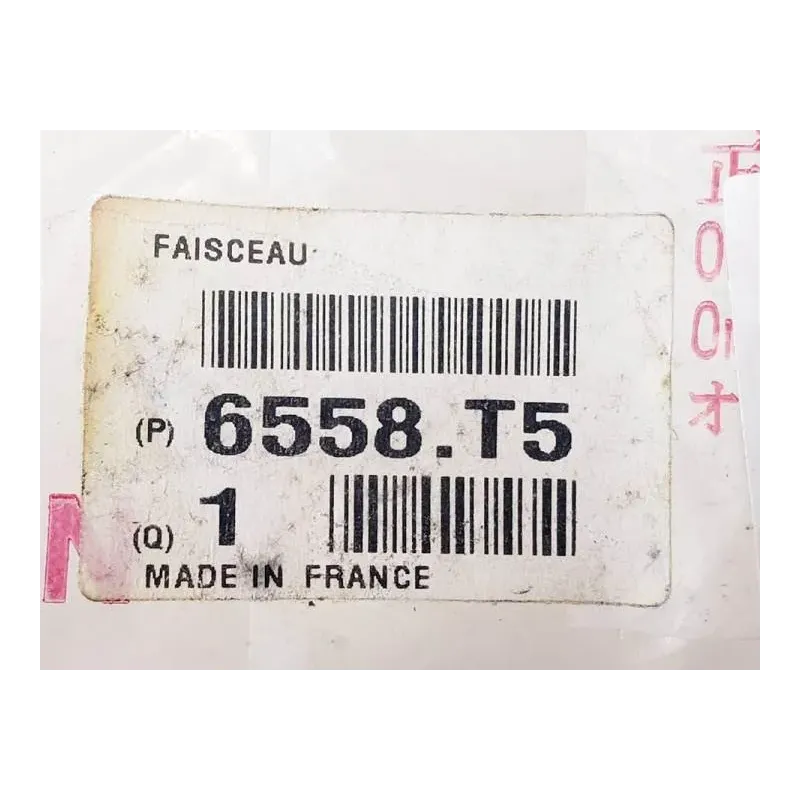 FAISCEAU
(P) 6558.T5
(Q) 1
MADE IN FRANCE
N